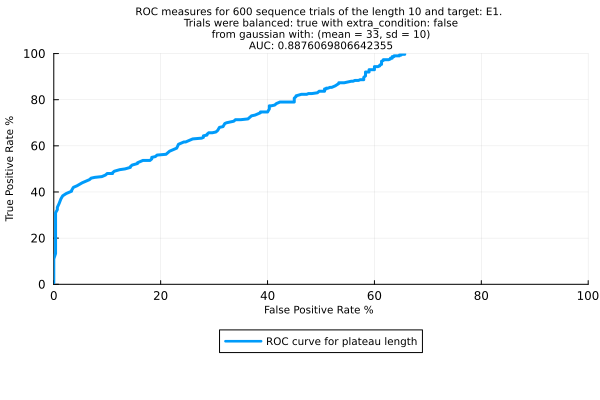 ROC measures for 600 sequence trials of the length 10 and target: E1.
Trials were balanced: true with extra_condition: false
from gaussian with: (mean = 33, sd = 10)
AUC: 0.8876069806642355
100
80
60
40
20
0
True Positive Rate %
0 20 40 60 80 100
False Positive Rate %
ROC curve for plateau length